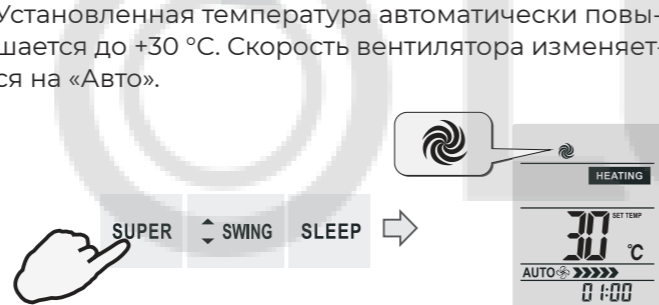 Установленная температура автоматически повы-
шается до +30 °C. Скорость вентилятора изменяет-
ся на «Авто».
HEATING
SUPER SWING SLEEP
30 SET TEMP °C
AUTO
01:00